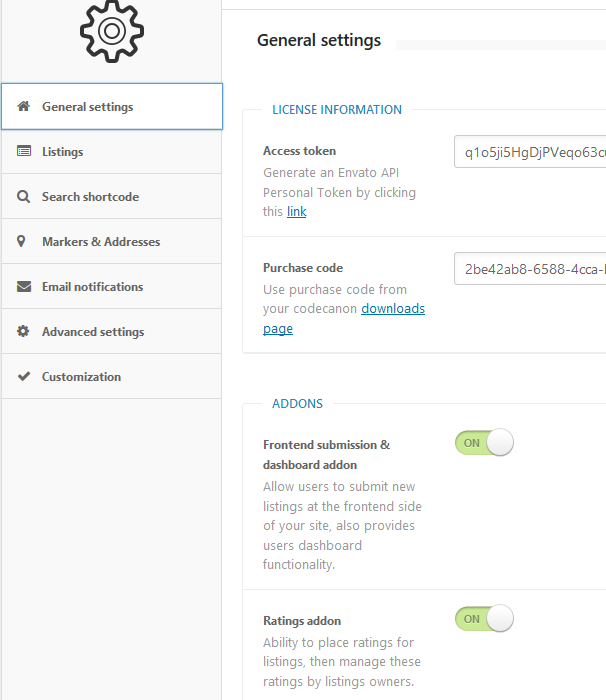 General settings
General settings
Listings
Search shortcode
Markers & Addresses
Email notifications
Advanced settings
Customization
LICENSE INFORMATION
Access token
Generate an Envato API
Personal Token by clicking
this link
q1o5ji5HgDjPVeqo63c
Purchase code
Use purchase code from
your codecanon downloads
page
2be42ab8-6588-4cca-
ADDONS
Frontend submission &
dashboard addon
Allow users to submit new
listings at the frontend side
of your site, also provides
users dashboard
functionality.
ON
Ratings addon
Ability to place ratings for
listings, then manage these
ratings by listings owners.
ON